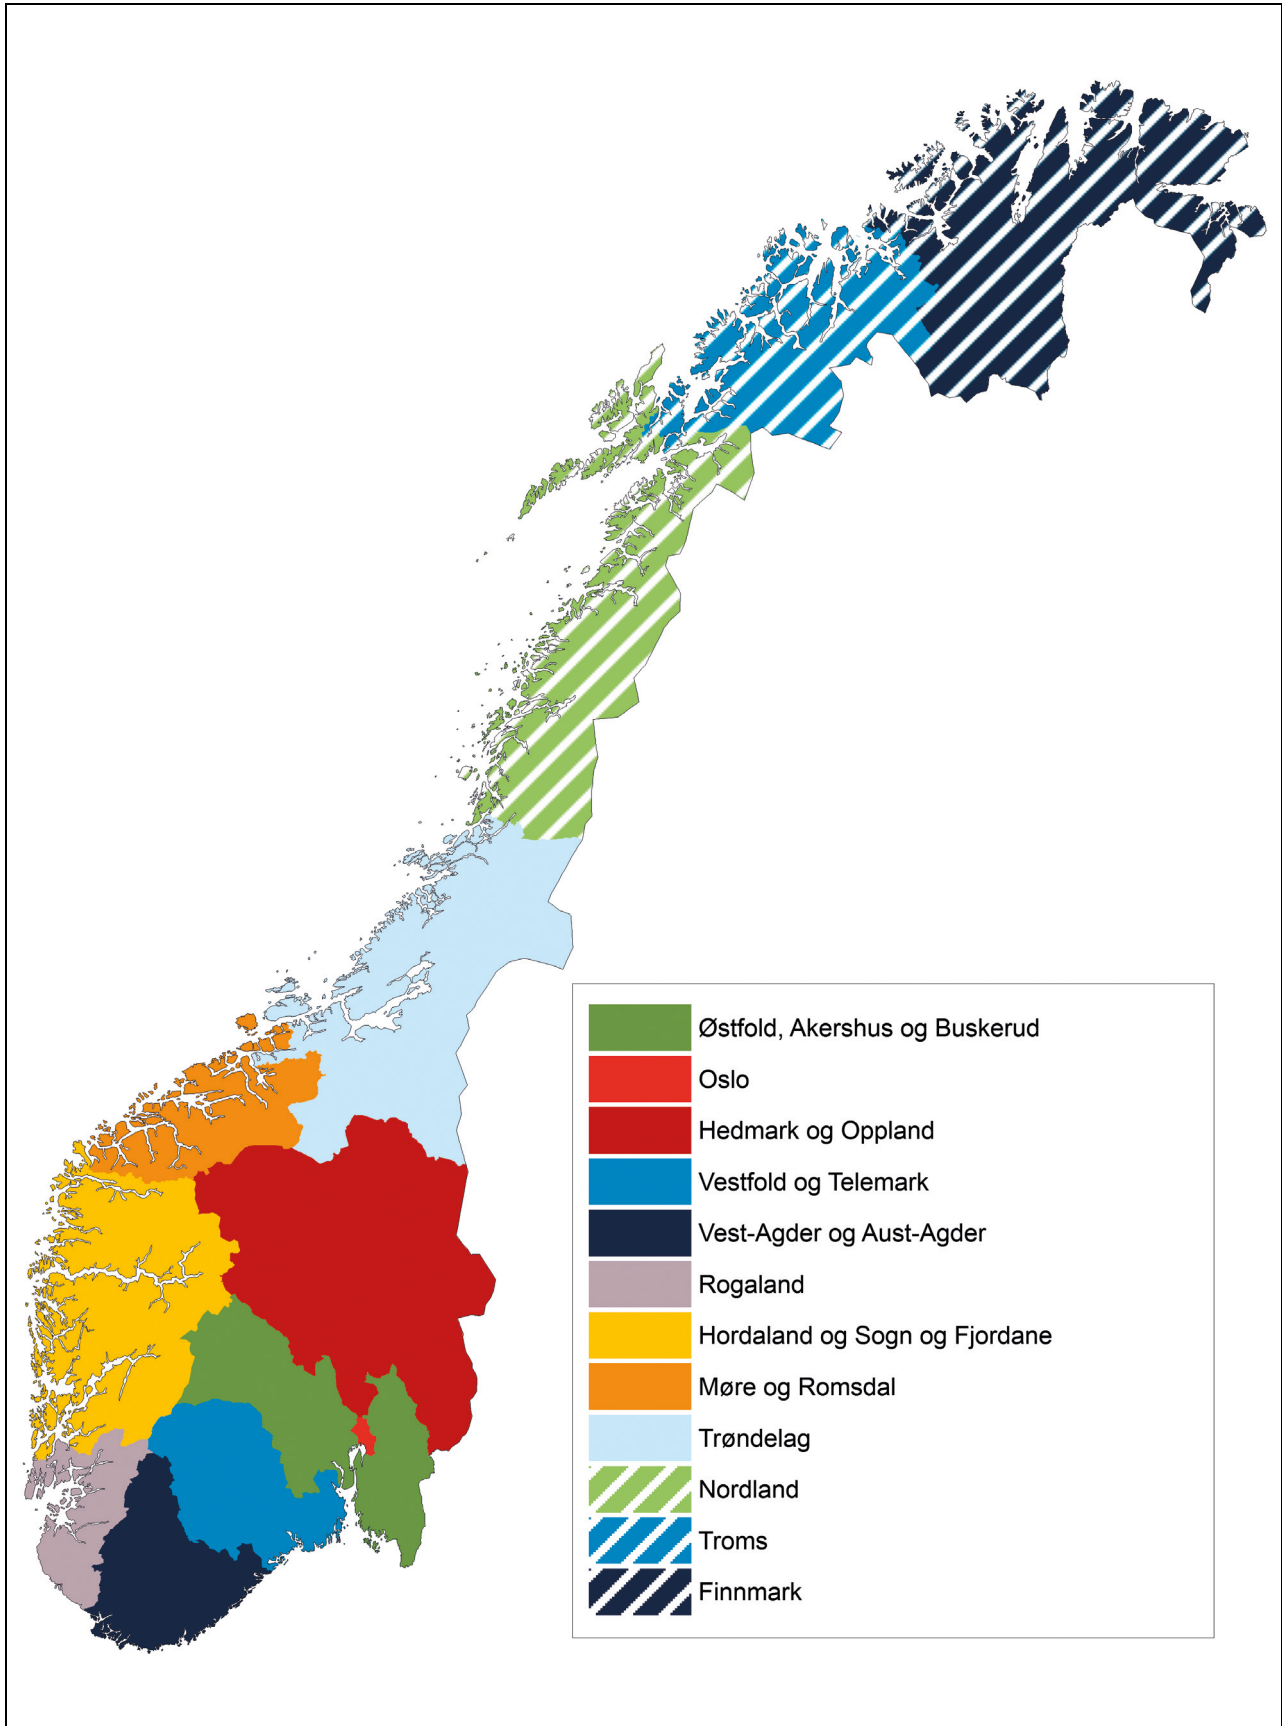 Østfold, Akershus og Buskerud
Oslo
Hedmark og Oppland
Vestfold og Telemark
Vest-Agder og Aust-Agder
Rogaland
Hordaland og Sogn og Fjordane
Møre og Romsdal
Trøndelag
Nordland
Troms
Finnmark